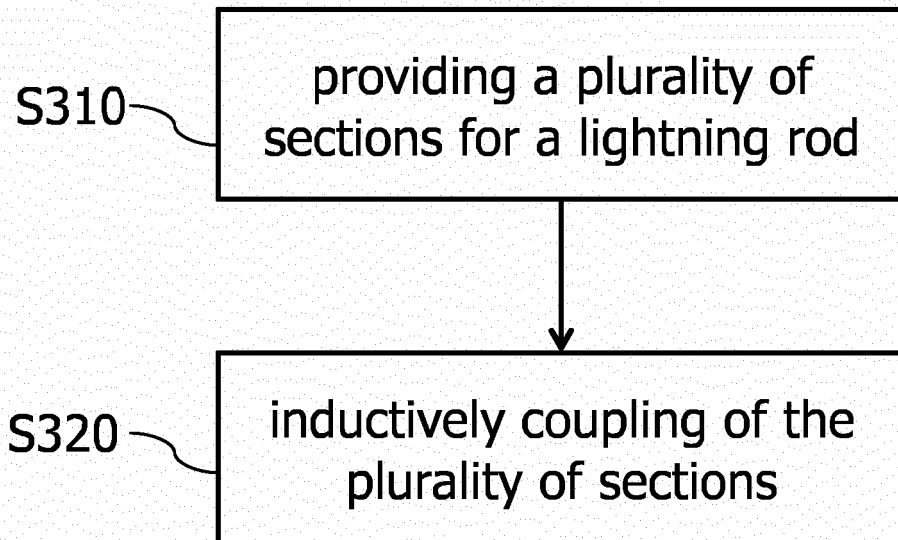 S310
providing a plurality of
sections for a lightning rod
S320
inductively coupling of the
plurality of sections